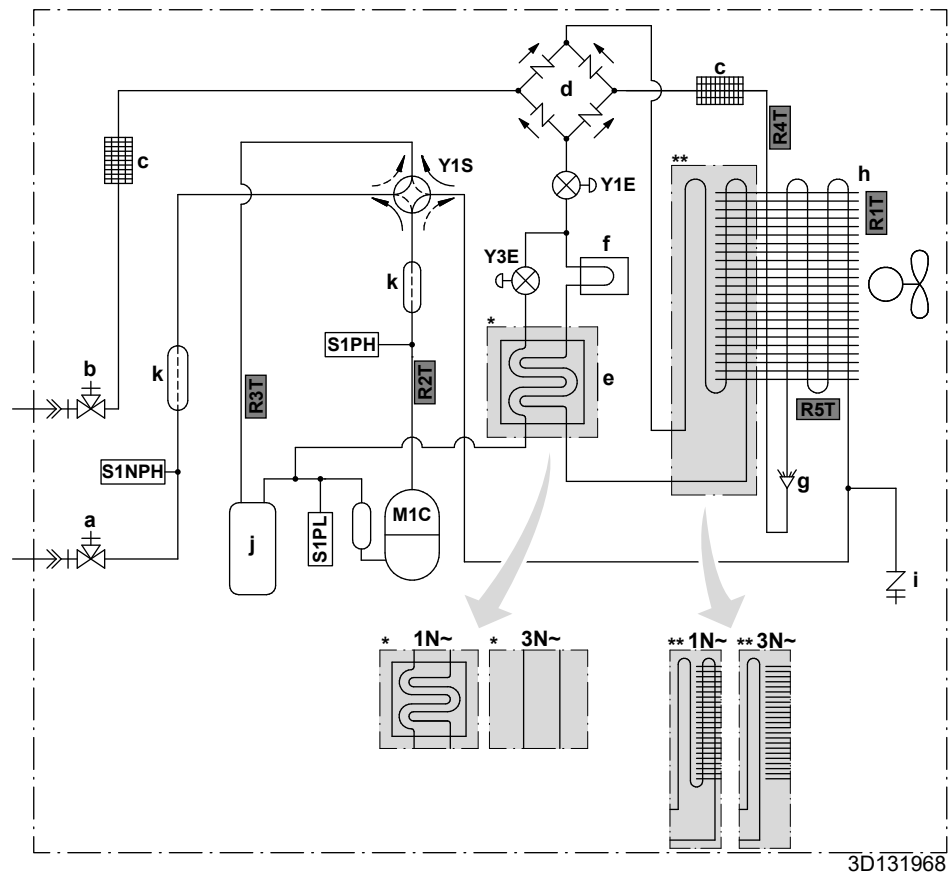 c
d
R4T
**
h
c
Y1S
Y1E
R1T
f
Y3E
k
*
S1PH
b
k
e
R3T
R2T
R5T
S1NPH
g
a
M1C
j
S1PL
i
* 1N~
* 3N~
** 1N~
** 3N~
3D131968